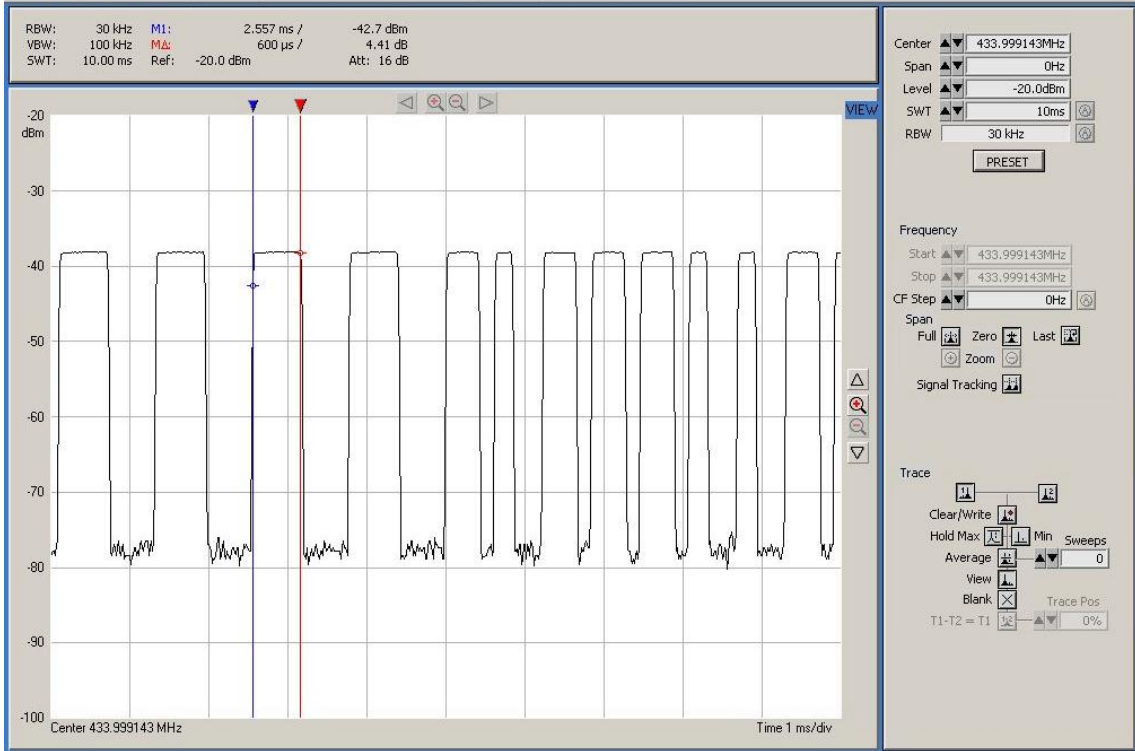 RBW: 30 kHz M1: 2.557 ms / -42.7 dBm
VBW: 100 kHz MΔ: 600 µs / 4.41 dB
SWT: 10.00 ms Ref: -20.0 dBm Att: 16 dB
VIEW
-20
dBm
-30
-40
-50
-60
-70
-80
-90
-100
Center 433.999143 MHz Time 1 ms/div
Center 433.999143MHz
Span 0Hz
Level -20.0dBm
SWT 10ms
RBW 30 kHz
PRESET
Frequency
Start 433.999143MHz
Stop 433.999143MHz
CF Step 0Hz
Span
Full Zero Last
Zoom
Signal Tracking
Trace
1 2
Clear/Write
Hold Max Min Sweeps
Average 0
View
Blank Trace Pos
T1-T2 = T1 0%